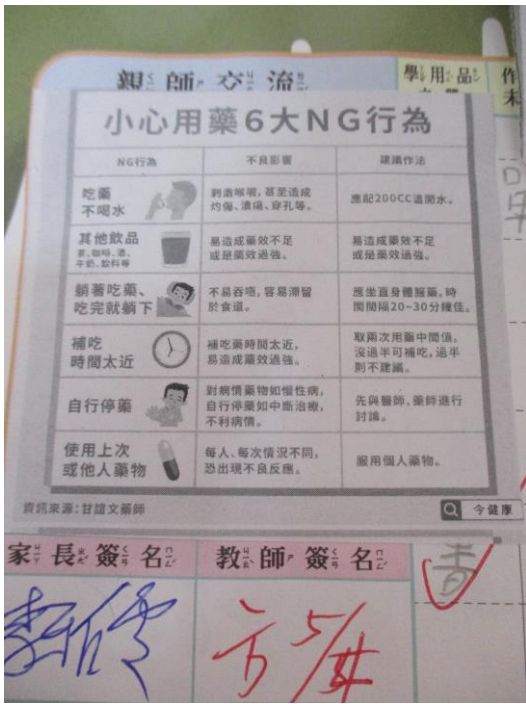 親師交流
學用品
作
未
小心用藥6大NG行為
NG行為
不良影響
建議作法
吃藥
不喝水
刺激喉嚨,甚至造成
灼傷、潰瘍、穿孔等。
應配200CC溫開水。
其他飲品
茶、咖啡、酒、
牛奶、飲料等
易造成藥效不足
或是藥效過強。
易造成藥效不足
或是藥效過強。
躺著吃藥、
吃完就躺下
不易吞嚥,容易滯留
於食道。
應坐直身體服藥,時
間間隔20~30分鐘佳。
補吃
時間太近
補吃藥時間太近,
易造成藥效過強。
取兩次用藥中間值,
沒過半可補吃,過半
則不建議。
自行停藥
對病情藥物如慢性病,
自行停藥如中斷治療,
不利病情。
先與醫師、藥師進行
討論。
使用上次
或他人藥物
每人、每次情況不同,
恐出現不良反應。
服用個人藥物。
資訊來源:甘誼文藥師
今健康
家長簽名
教師簽名